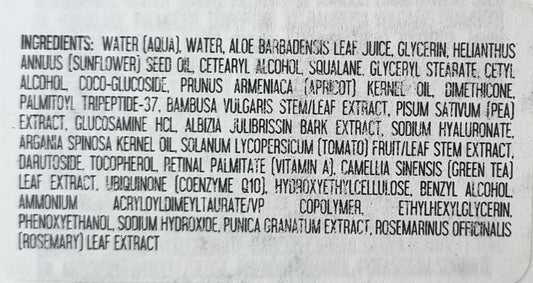 INGREDIENTS: WATER (AQUA), WATER, ALOE BARBADENSIS LEAF JUICE, GLYCERIN, HELIANTHUS
ANNUUS (SUNFLOWER) SEED OIL, CETEARYL ALCOHOL, SQUALANE, GLYCERYL STEARATE, CETYL
ALCOHOL, COCO-GLUCOSIDE, PRUNUS ARMENIACA (APRICOT) KERNEL OIL, DIMETHICONE,
PALMITOYL TRIPEPTIDE-37, BAMBUSA VULGARIS STEM/LEAF EXTRACT, PISUM SATIVUM (PEA)
EXTRACT, GLUCOSAMINE HCL, ALBIZIA JULIBRISSIN BARK EXTRACT, SODIUM HYALURONATE,
ARGANIA SPINOSA KERNEL OIL, SOLANUM LYCOPERSICUM (TOMATO) FRUIT/LEAF STEM EXTRACT,
DARUTOSIDE, TOCOPHEROL, RETINAL PALMITATE (VITAMIN A), CAMELLIA SINENSIS (GREEN TEA)
LEAF EXTRACT, UBIQUINONE (COENZYME Q10), HYDROXYETHYLCELLULOSE, BENZYL ALCOHOL,
AMMONIUM ACRYLOYLDIMEYLTAURATE/VP COPOLYMER, ETHYLHEXYLGLYCERIN,
PHENOXYETHANOL, SODIUM HYDROXIDE, PUNICA GRANATUM EXTRACT, ROSEMARINUS OFFICINALIS
(ROSEMARY) LEAF EXTRACT